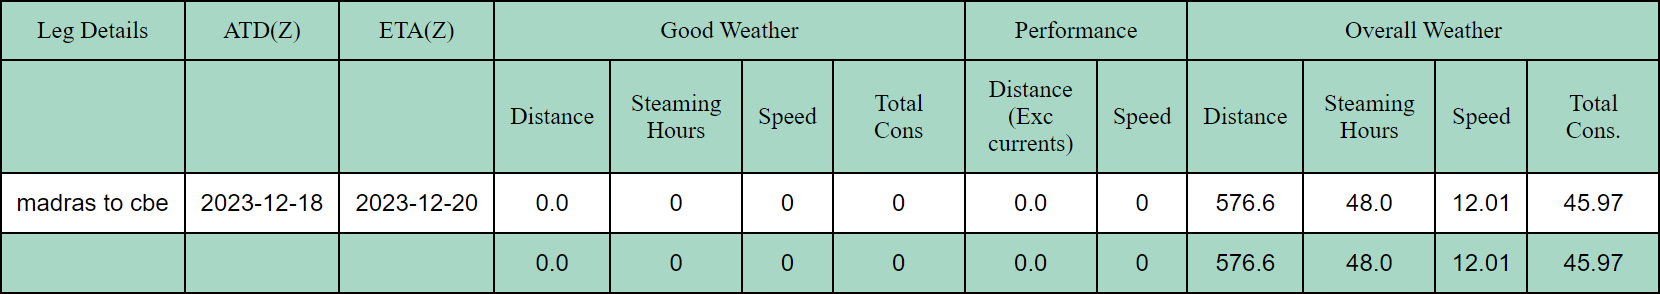 Leg Details ATD(Z) ETA(Z) Good Weather Performance Overall Weather
Distance Steaming Hours Speed Total Cons Distance (Exc currents) Speed Distance Steaming Hours Speed Total Cons.
madras to cbe 2023-12-18 2023-12-20 0.0 0 0 0 0.0 0 576.6 48.0 12.01 45.97
0.0 0 0 0 0.0 0 576.6 48.0 12.01 45.97